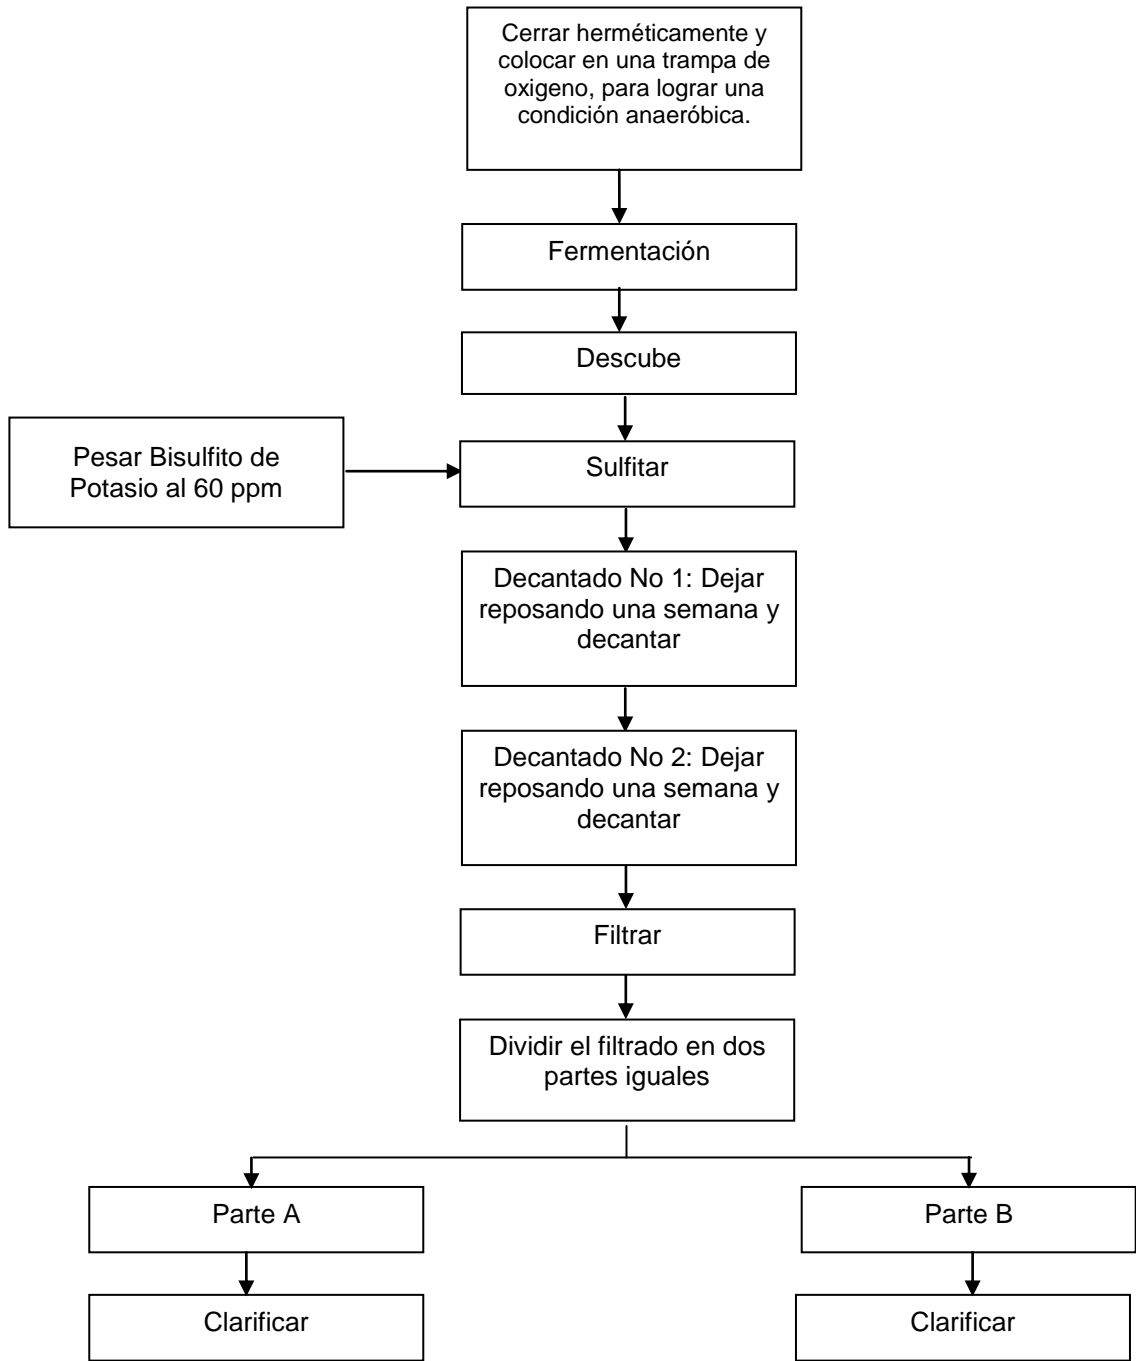 Cerrar herméticamente y
colocar en una trampa de
oxigeno, para lograr una
condición anaeróbica.
Fermentación
Descube
Pesar Bisulfito de
Potasio al 60 ppm
Sulfitar
Decantado No 1: Dejar
reposando una semana y
decantar
Decantado No 2: Dejar
reposando una semana y
decantar
Filtrar
Dividir el filtrado en dos
partes iguales
Parte A
Parte B
Clarificar
Clarificar